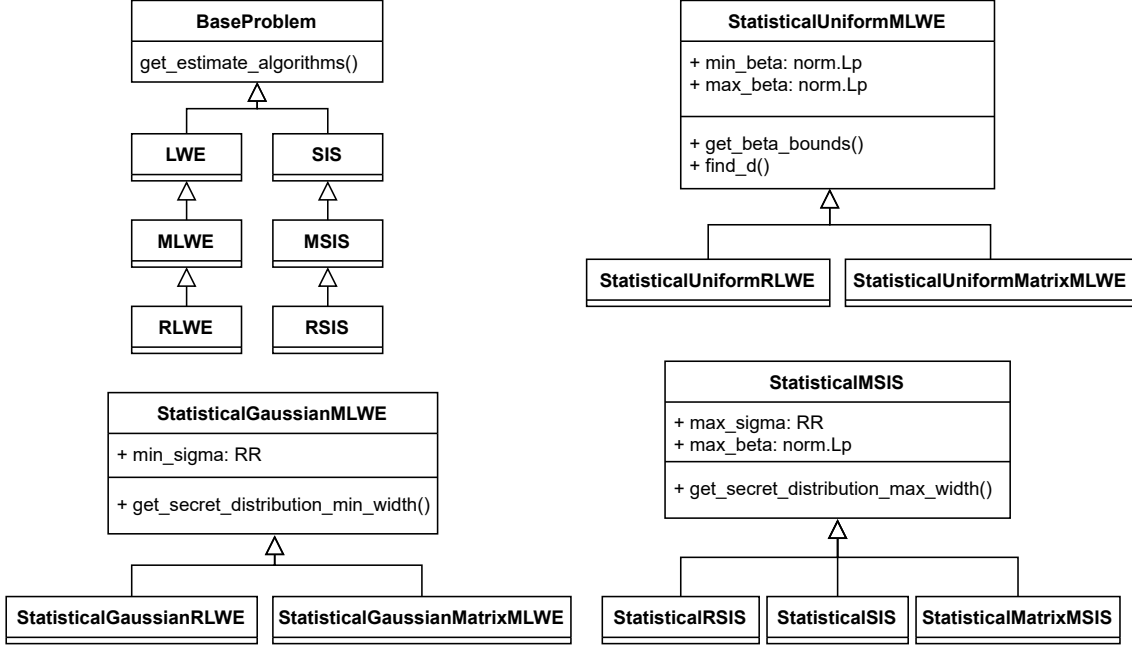 BaseProblem
get_estimate_algorithms()
LWE
SIS
MLWE
MSIS
RLWE
RSIS
StatisticalUniformMLWE
+ min_beta: norm.Lp
+ max_beta: norm.Lp
+ get_beta_bounds()
+ find_d()
StatisticalUniformRLWE
StatisticalUniformMatrixMLWE
StatisticalGaussianMLWE
+ min_sigma: RR
+ get_secret_distribution_min_width()
StatisticalGaussianRLWE
StatisticalGaussianMatrixMLWE
StatisticalMSIS
+ max_sigma: RR
+ max_beta: norm.Lp
+ get_secret_distribution_max_width()
StatisticalRSIS
StatisticalSIS
StatisticalMatrixMSIS